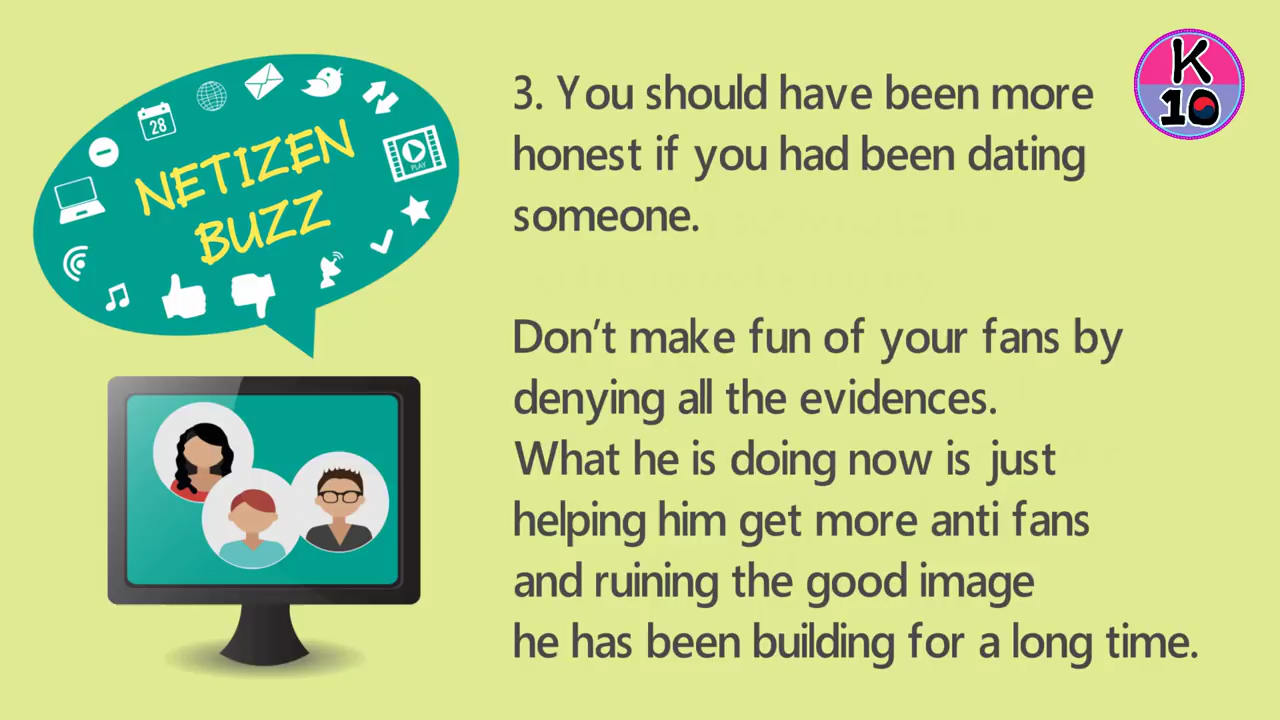 K
10
28
PLAY
NETIZEN
BUZZ
3. You should have been more
honest if you had been dating
someone.
Don't make fun of your fans by
denying all the evidences.
What he is doing now is just
helping him get more anti fans
and ruining the good image
he has been building for a long time.